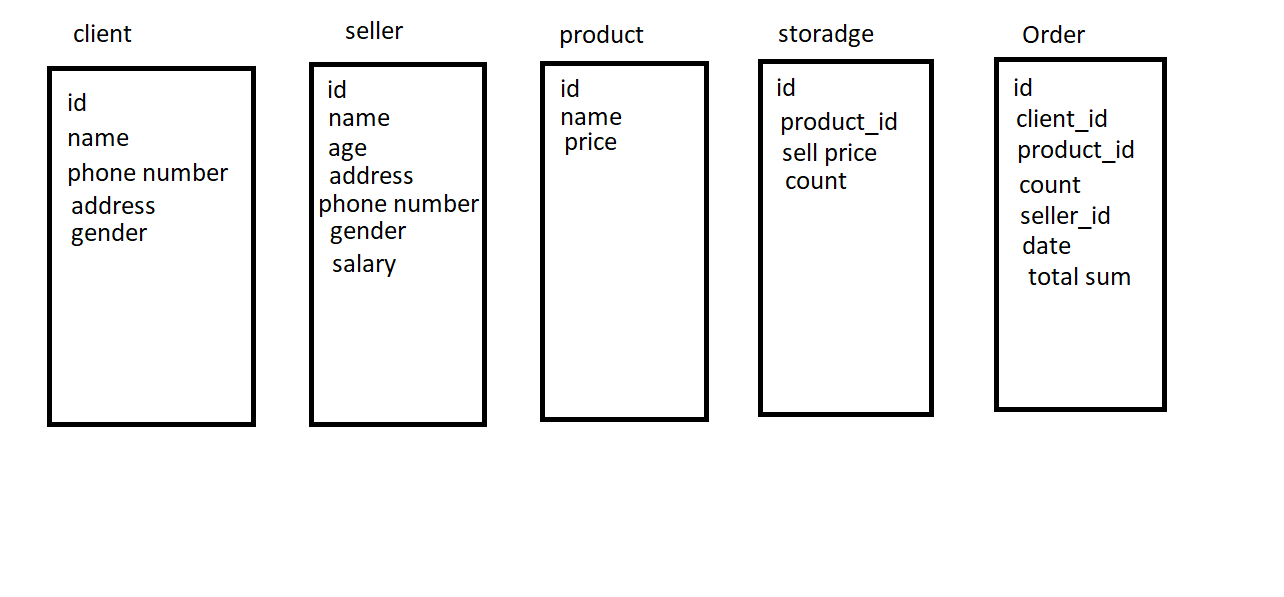 client
id
name
phone number
address
gender
seller
id
name
age
address
phone number
gender
salary
product
id
name
price
storadge
id
product_id
sell price
count
Order
id
client_id
product_id
count
seller_id
date
total sum